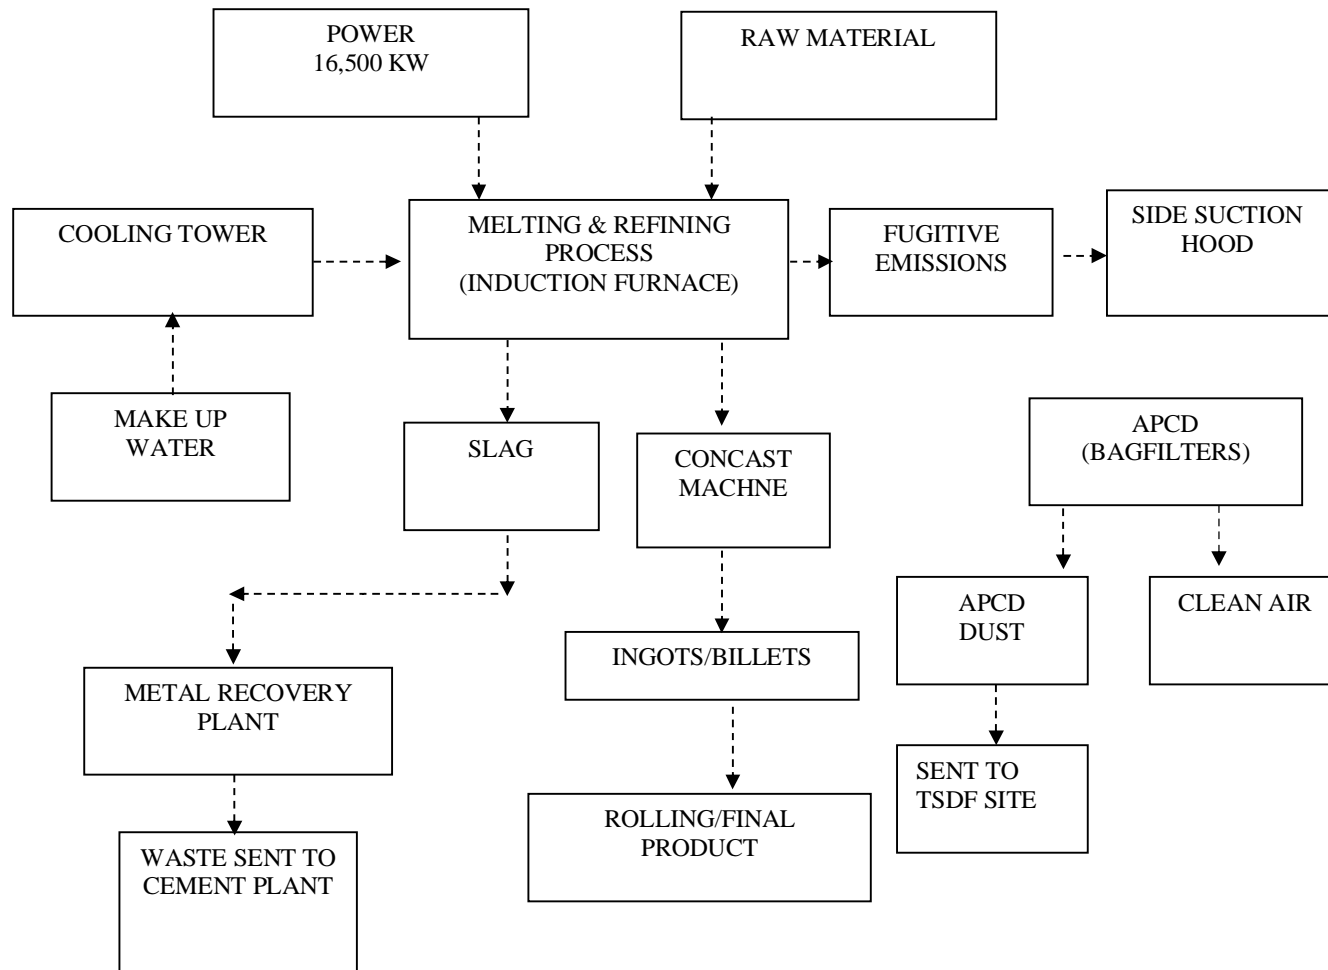 POWER
16,500 KW
RAW MATERIAL
COOLING TOWER
MELTING & REFINING
PROCESS
(INDUCTION FURNACE)
FUGITIVE
EMISSIONS
SIDE SUCTION
HOOD
MAKE UP
WATER
SLAG
CONCAST
MACHNE
APCD
(BAGFILTERS)
APCD
DUST
CLEAN AIR
INGOTS/BILLETS
METAL RECOVERY
PLANT
SENT TO
TSDF SITE
ROLLING/FINAL
PRODUCT
WASTE SENT TO
CEMENT PLANT